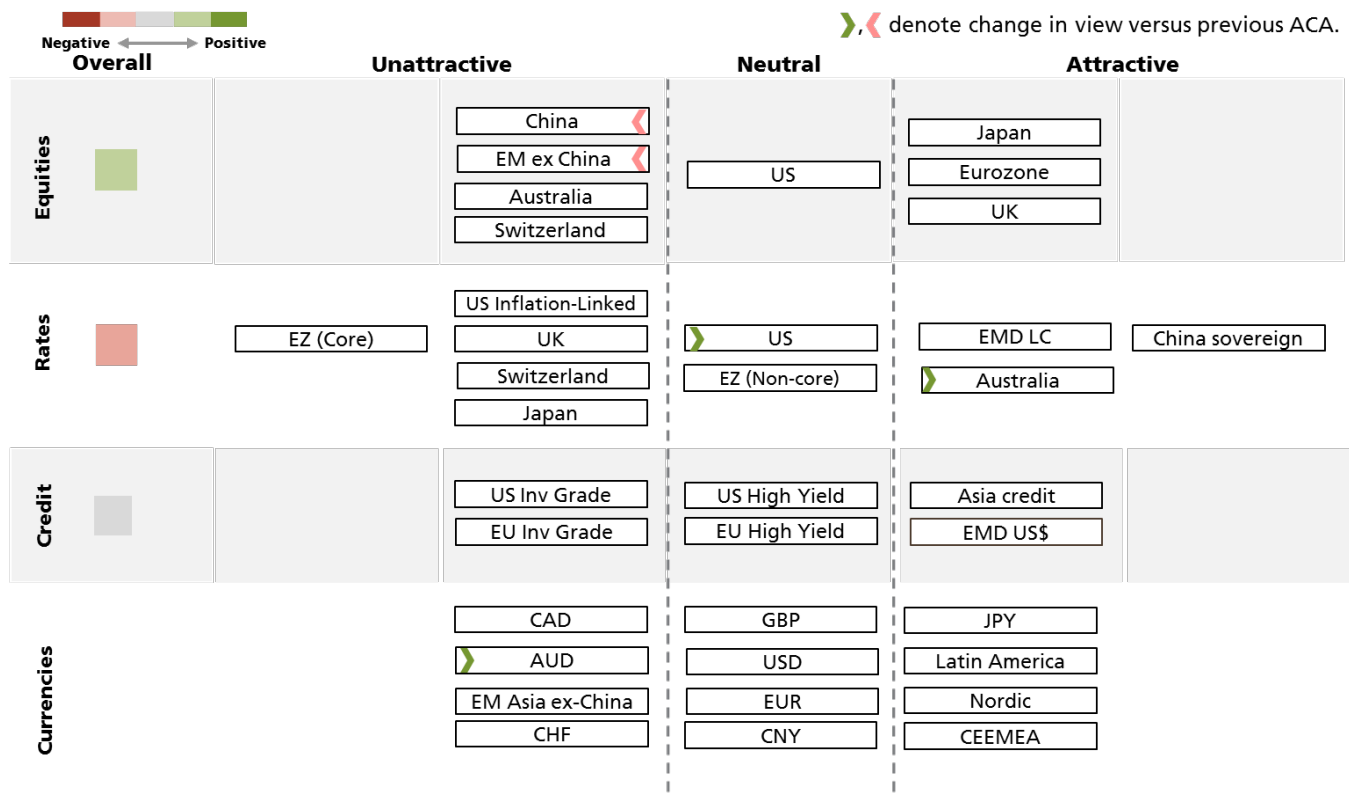 ❯,❮ denote change in view versus previous ACA.
Negative Positive
Overall Unattractive Neutral Attractive
Equities
China
EM ex China
Australia
Switzerland
US
Japan
Eurozone
UK
Rates
EZ (Core)
US Inflation-Linked
UK
Switzerland
Japan
US
EZ (Non-core)
EMD LC
Australia
China sovereign
Credit
US Inv Grade
EU Inv Grade
US High Yield
EU High Yield
Asia credit
EMD US$
Currencies
CAD
AUD
EM Asia ex-China
CHF
GBP
USD
EUR
CNY
JPY
Latin America
Nordic
CEEMEA